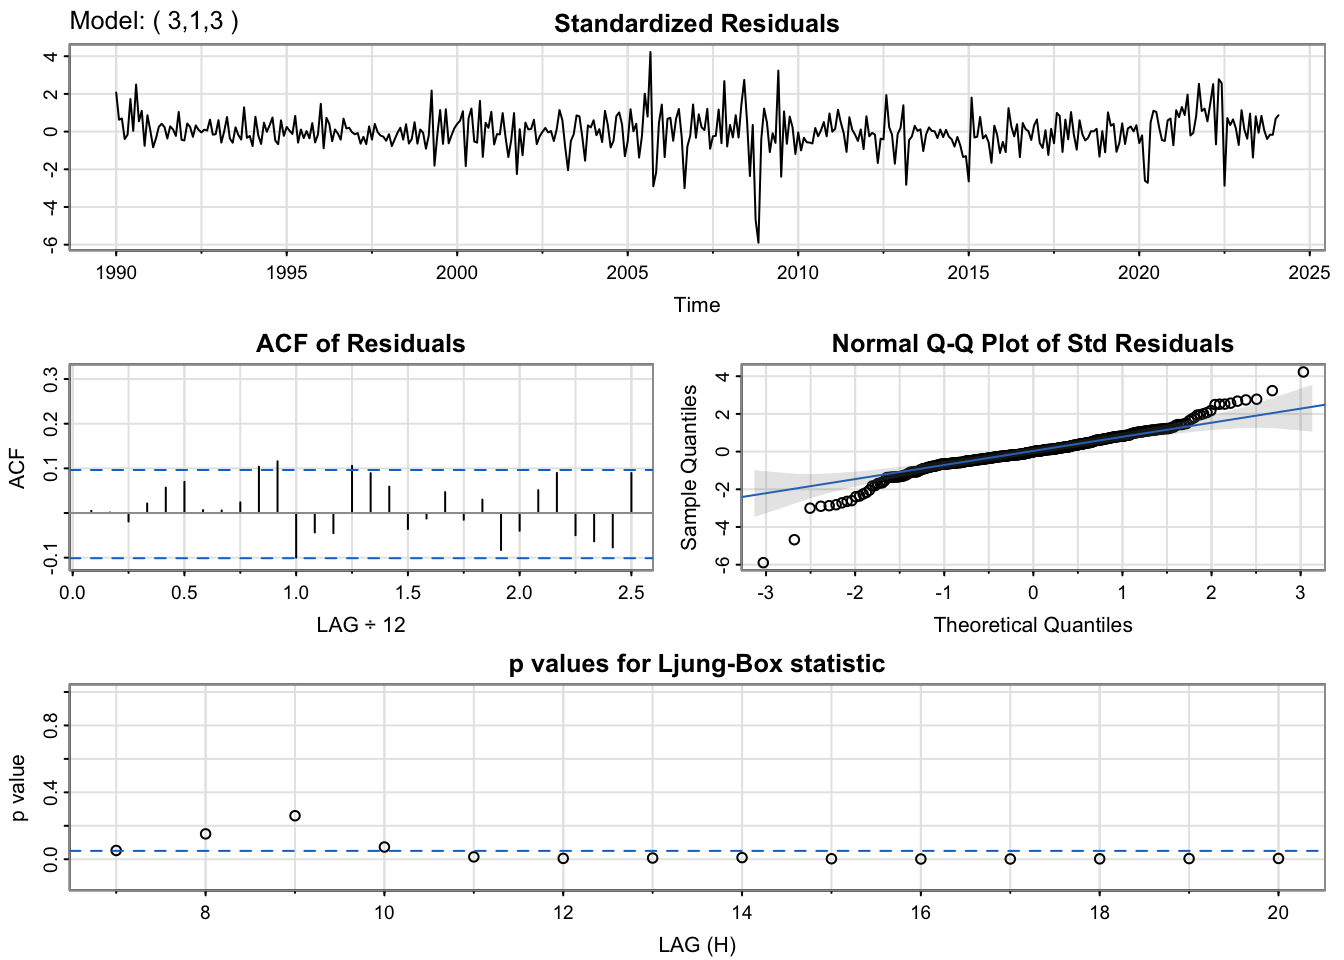 Model: ( 3,1,3 )
Standardized Residuals
4
2
0
-2
-4
-6
1990 1995 2000 2005 2010 2015 2020 2025
Time
ACF of Residuals
ACF
0.3
0.2
0.1
-0.1
0.0 0.5 1.0 1.5 2.0 2.5
LAG ÷ 12
Normal Q-Q Plot of Std Residuals
Sample Quantiles
4
2
0
-2
-4
-6
-3 -2 -1 0 1 2 3
Theoretical Quantiles
p values for Ljung-Box statistic
p value
0.8
0.4
0.0
8 10 12 14 16 18 20
LAG (H)